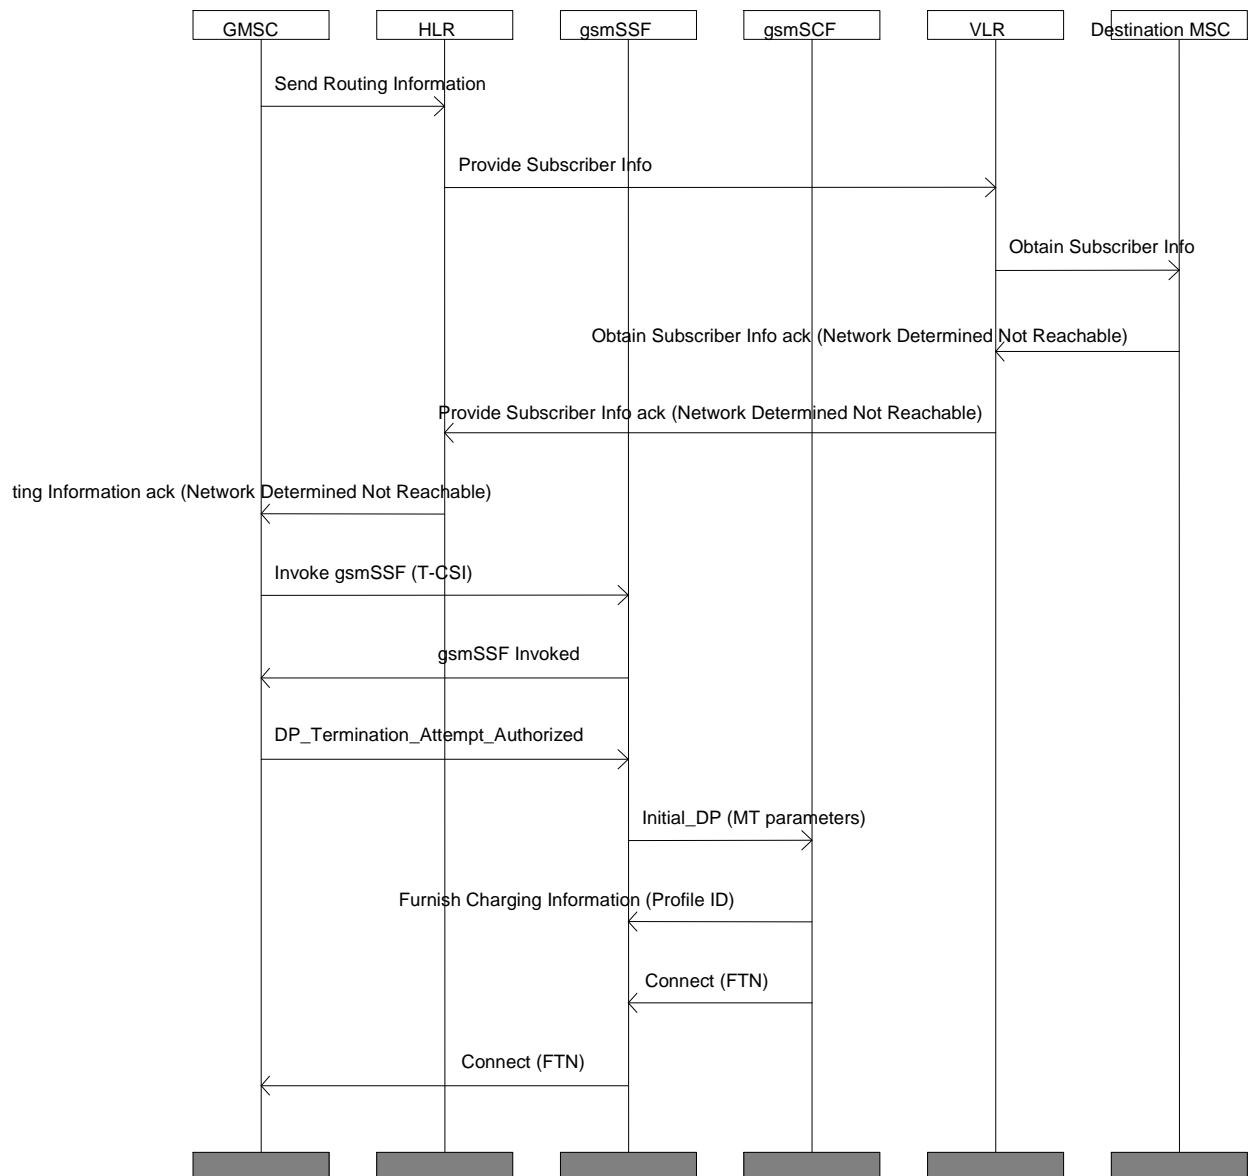 GMSC HLR gsmSSF gsmSCF VLR Destination MSC
Send Routing Information
Provide Subscriber Info
Obtain Subscriber Info
Obtain Subscriber Info ack (Network Determined Not Reachable)
Provide Subscriber Info ack (Network Determined Not Reachable)
ting Information ack (Network Determined Not Reachable)
Invoke gsmSSF (T-CSI)
gsmSSF Invoked
DP_Termination_Attempt_Authorized
Initial_DP (MT parameters)
Furnish Charging Information (Profile ID)
Connect (FTN)
Connect (FTN)